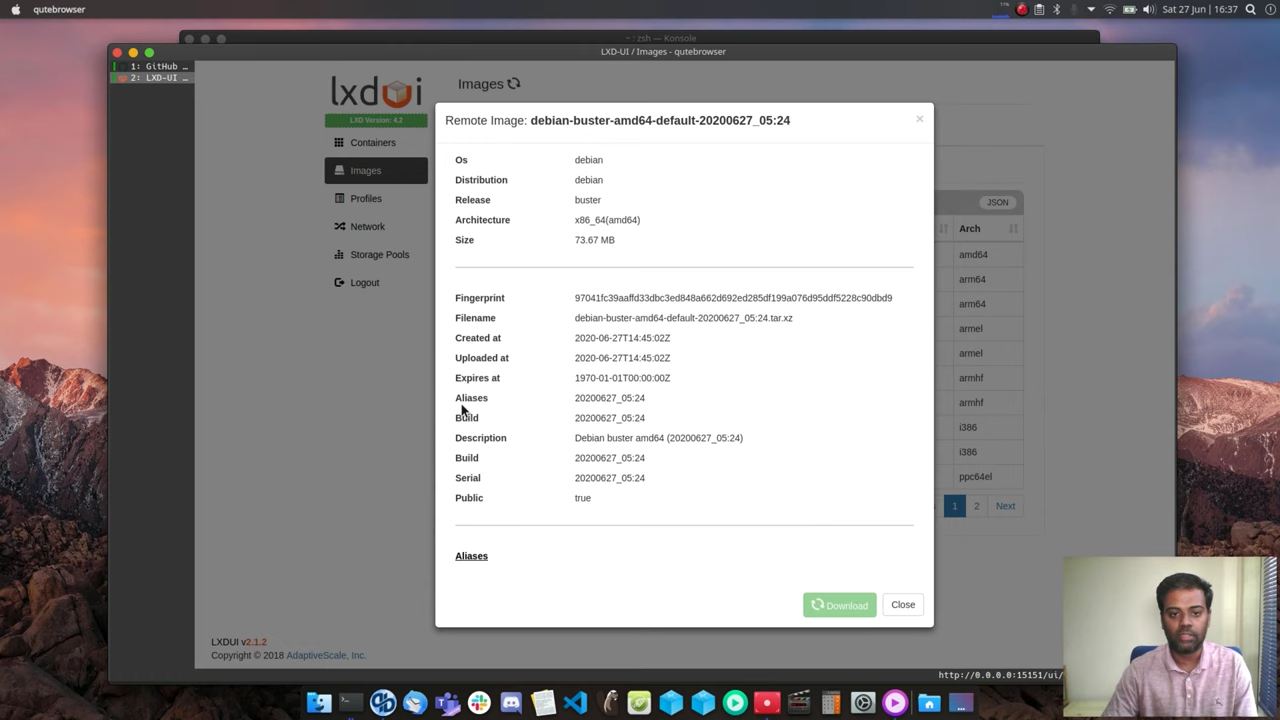 qutebrowser
17%
Sat 27 Jun | 16:37
~ : zsh — Konsole
LXD-UI / Images - qutebrowser
1: GitHub …
2: LXD-UI …
lxdui
LXD Version: 4.2
Containers
Images
Profiles
Network
Storage Pools
Logout
Images
Remote Image: debian-buster-amd64-default-20200627_05:24
×
Os debian
Distribution debian
Release buster
Architecture x86_64(amd64)
Size 73.67 MB
Fingerprint 97041fc39aaffd33dbc3ed848a662d692ed285df199a076d95ddf5228c90dbd9
Filename debian-buster-amd64-default-20200627_05:24.tar.xz
Created at 2020-06-27T14:45:02Z
Uploaded at 2020-06-27T14:45:02Z
Expires at 1970-01-01T00:00:00Z
Aliases 20200627_05:24
Build 20200627_05:24
Description Debian buster amd64 (20200627_05:24)
Build 20200627_05:24
Serial 20200627_05:24
Public true
Aliases
Download
Close
JSON
Arch
amd64
arm64
arm64
armel
armel
armhf
armhf
i386
i386
ppc64el
1 2 Next
LXDUI v2.1.2
Copyright © 2018 AdaptiveScale, Inc.
http://0.0.0.0:15151/ui/